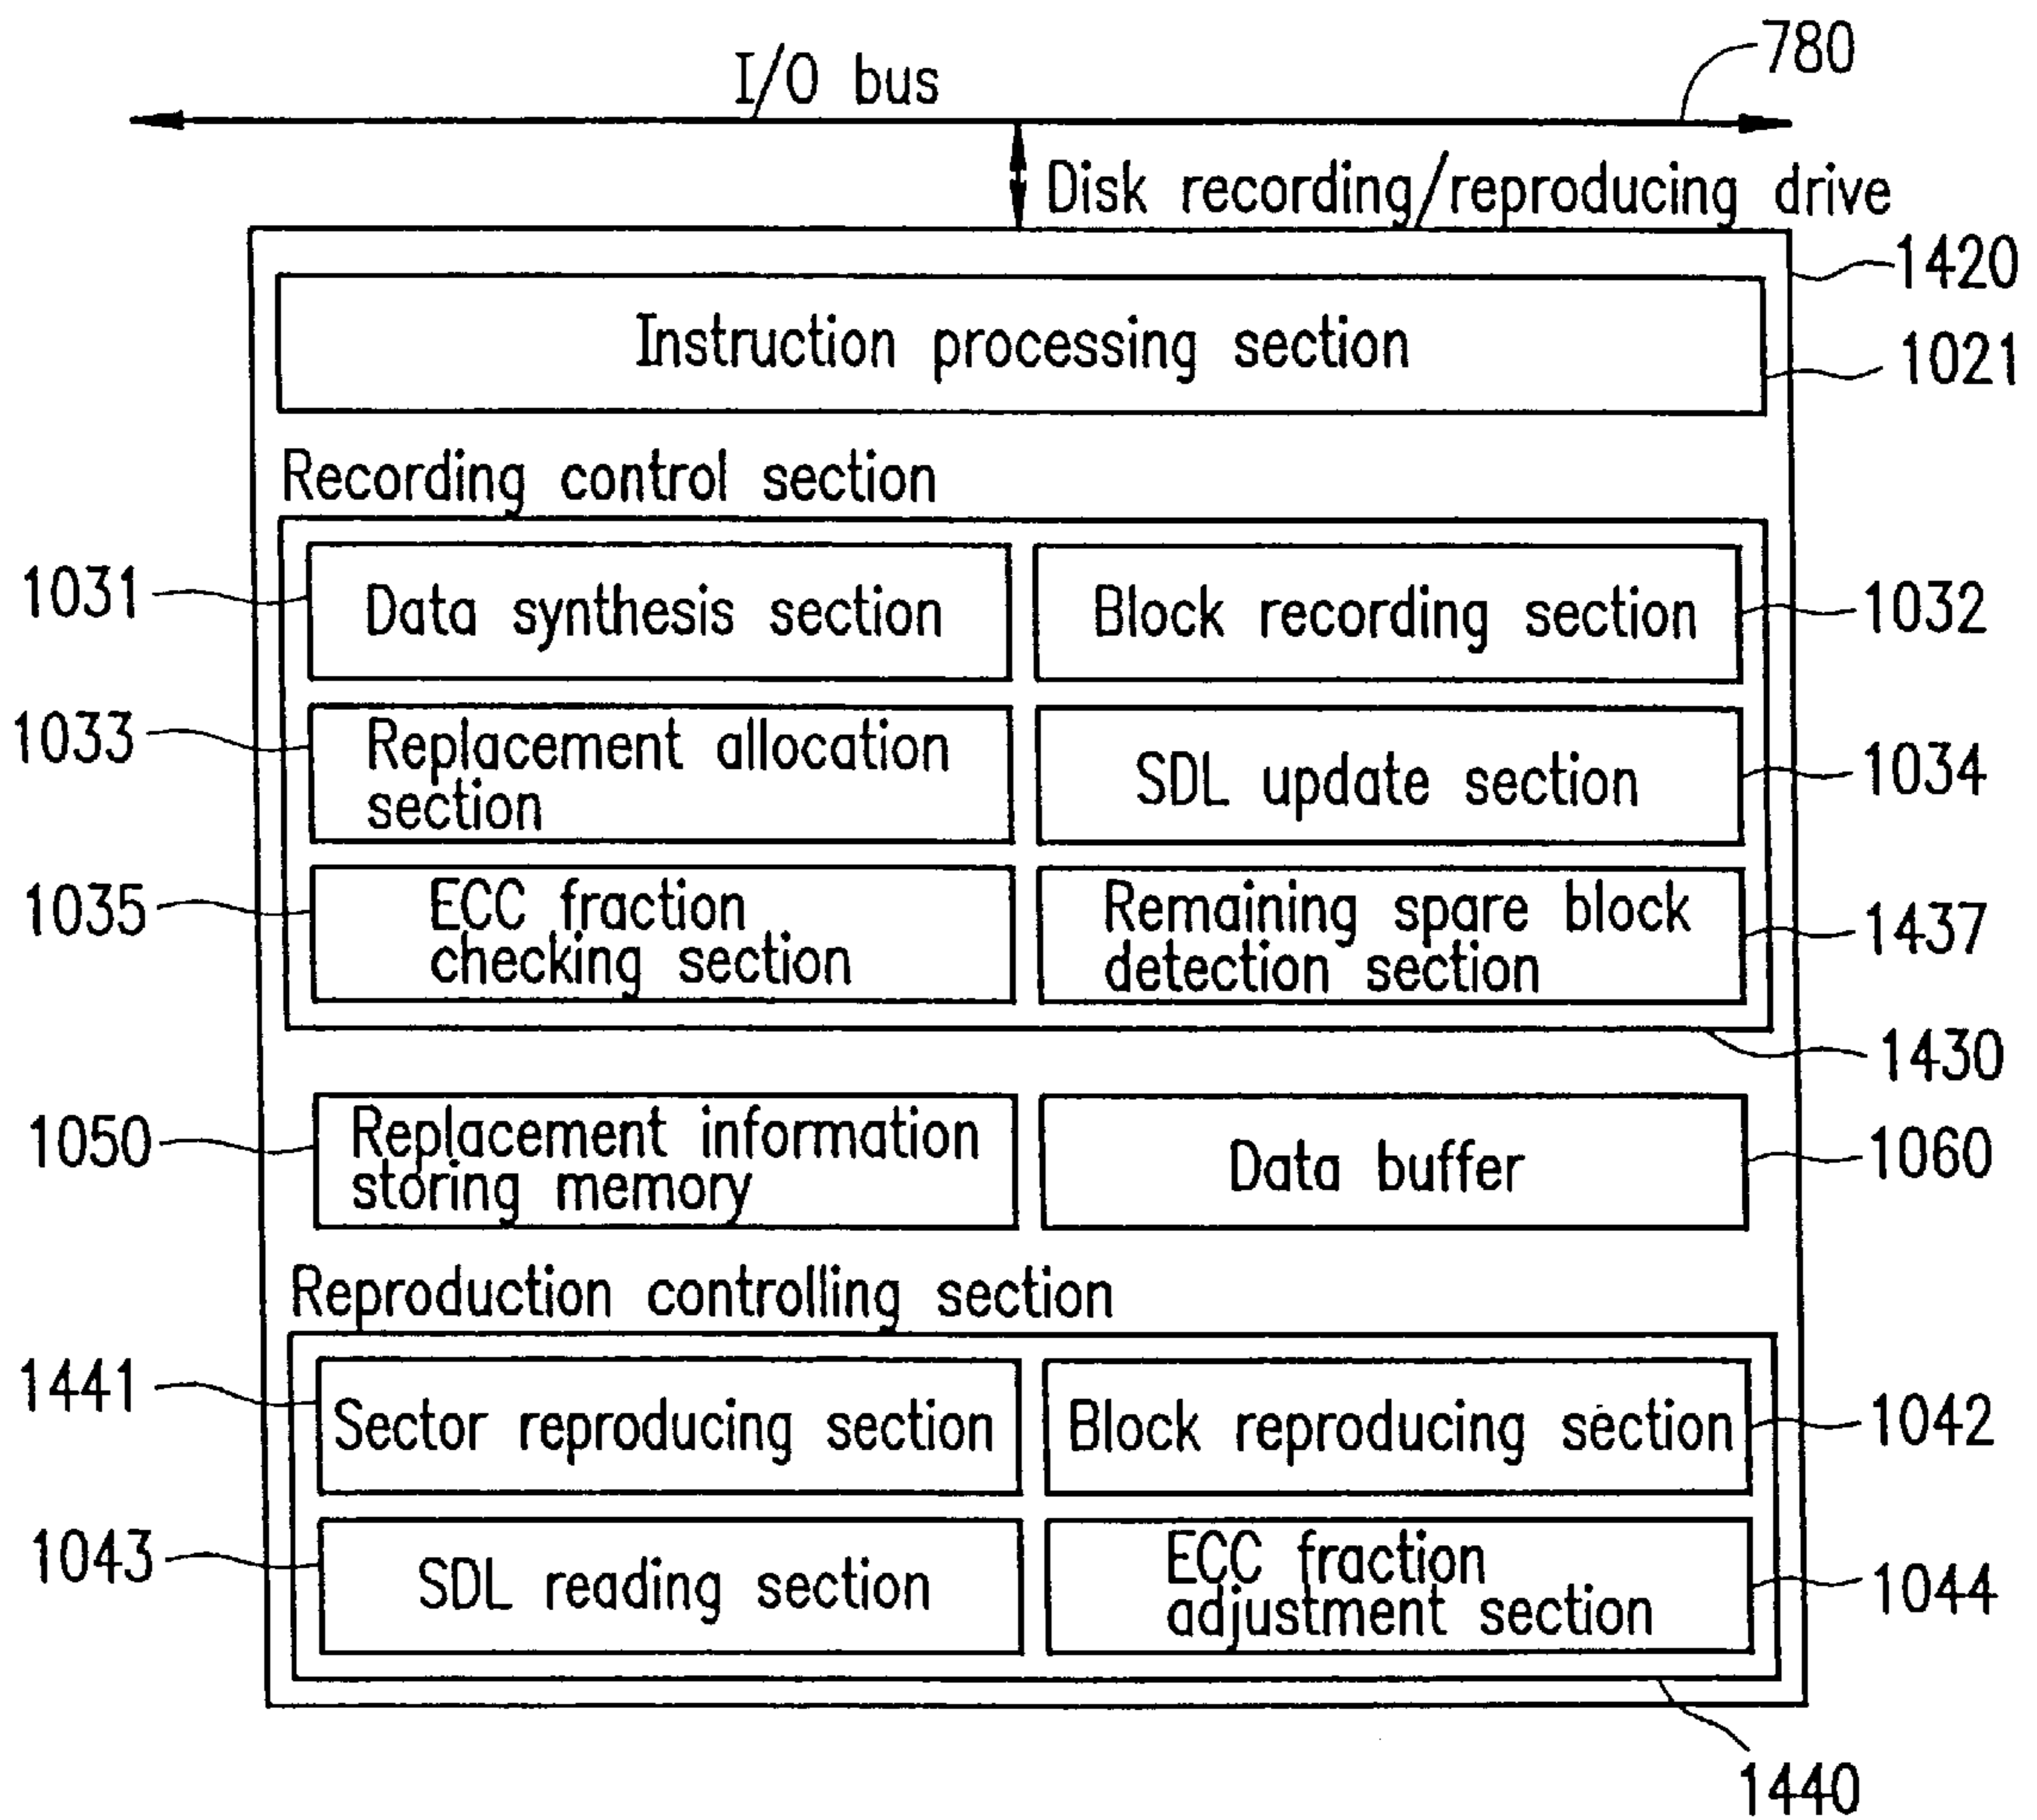 I/O bus
780
Disk recording/reproducing drive
1420
Instruction processing section
1021
Recording control section
1031
Data synthesis section
Block recording section
1032
1033
Replacement allocation
section
SDL update section
1034
1035
ECC fraction
checking section
Remaining spare block
detection section
1437
1430
1050
Replacement information
storing memory
Data buffer
1060
Reproduction controlling section
1441
Sector reproducing section
Block reproducing section
1042
1043
SDL reading section
ECC fraction
adjustment section
1044
1440